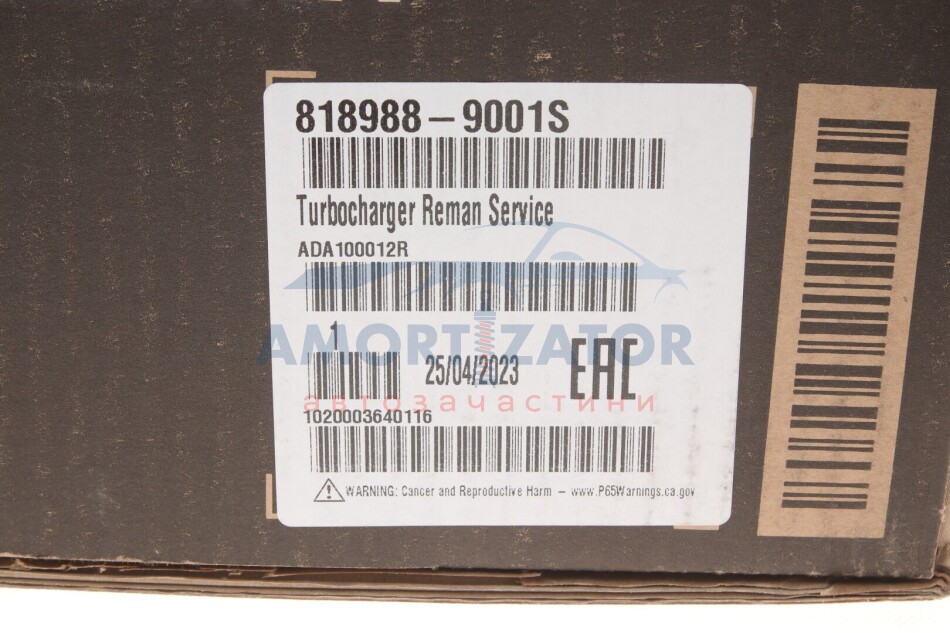 818988-9001S
Turbocharger Reman Service
ADA100012R
AMORTIZATOR
1
25/04/2023
EAC
автозачастини
1020003640116
WARNING: Cancer and Reproductive Harm - www.P65Warnings.ca.gov